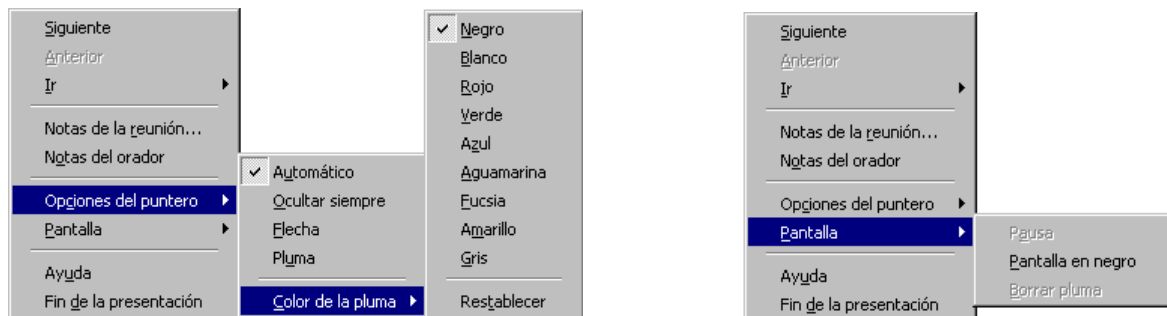 Siguiente
Anterior
Ir
Notas de la reunión...
Notas del orador
Opciones del puntero
Pantalla
Ayuda
Fin de la presentación
Automático
Ocultar siempre
Flecha
Pluma
Color de la pluma
Negro
Blanco
Rojo
Verde
Azul
Aguamarina
Fucsia
Amarillo
Gris
Restablecer
Siguiente
Anterior
Ir
Notas de la reunión...
Notas del orador
Opciones del puntero
Pantalla
Ayuda
Fin de la presentación
Pausa
Pantalla en negro
Borrar pluma